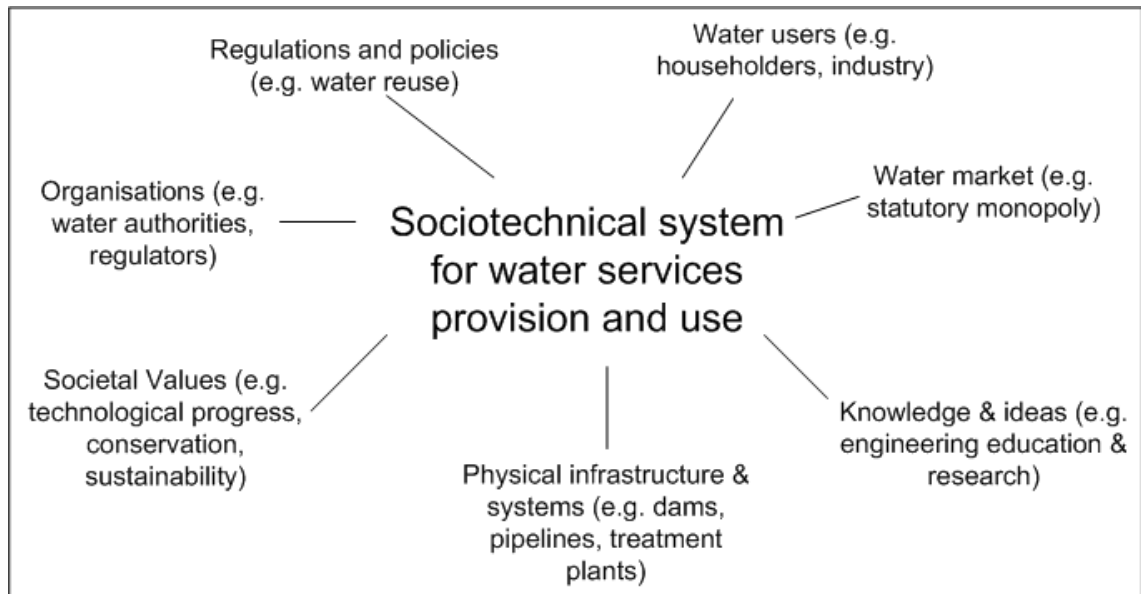 Regulations and policies
(e.g. water reuse)
Water users (e.g.
householders, industry)
Organisations (e.g.
water authorities,
regulators)
Sociotechnical system
for water services
provision and use
Water market (e.g.
statutory monopoly)
Societal Values (e.g.
technological progress,
conservation,
sustainability)
Physical infrastructure &
systems (e.g. dams,
pipelines, treatment
plants)
Knowledge & ideas (e.g.
engineering education &
research)